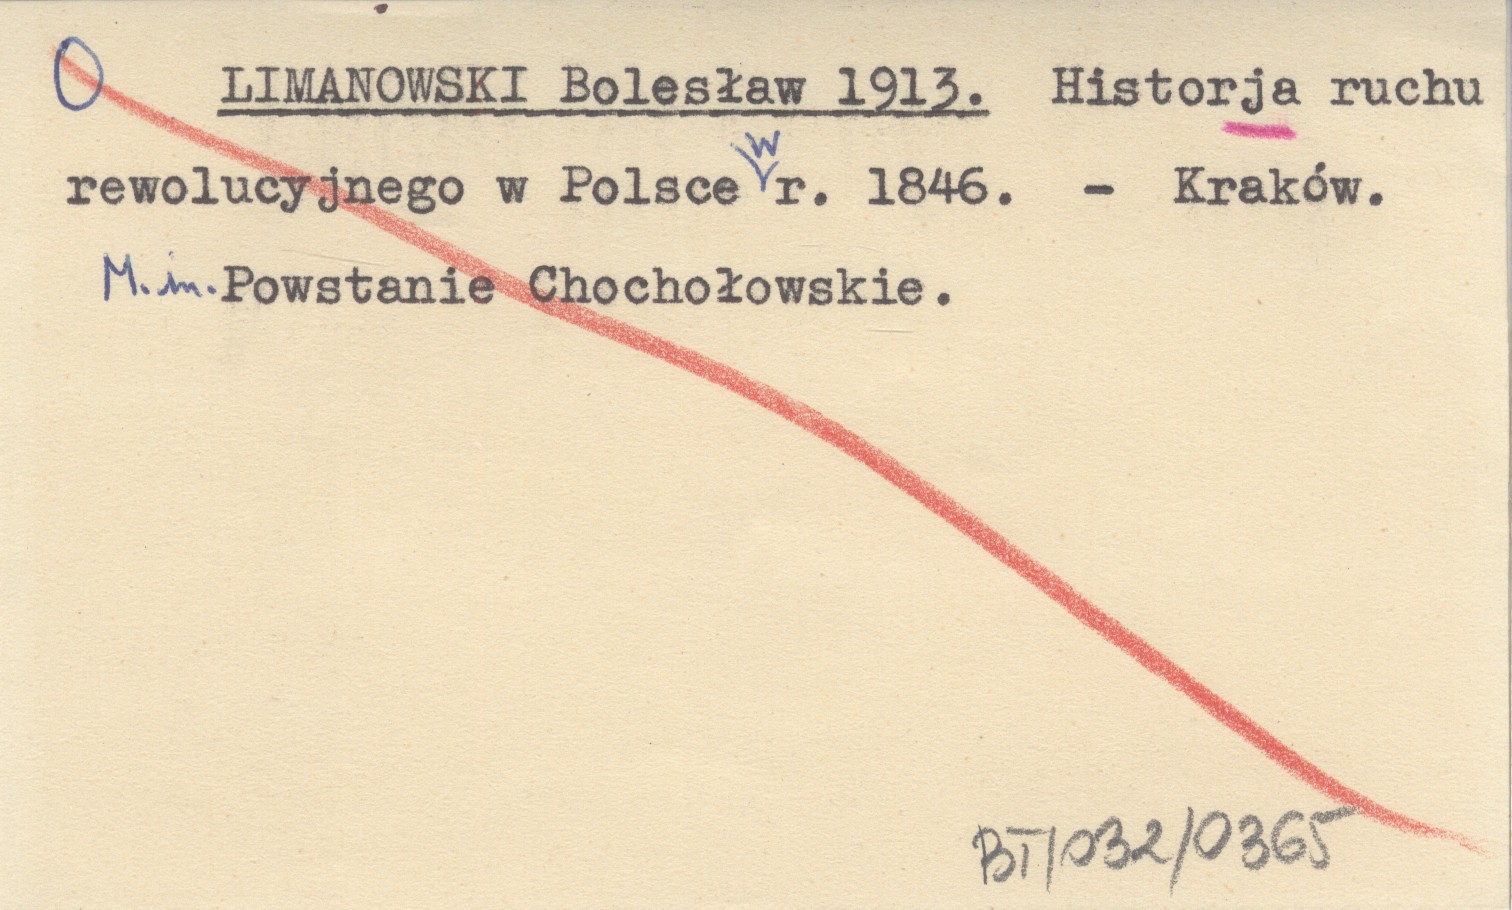 LIMANOWSKI Bolesław 1913. Historja ruchu
rewolucyjnego w Polsce w r. 1846. - Kraków.
M.in. Powstanie Chochołowskie.
BT/032/0365